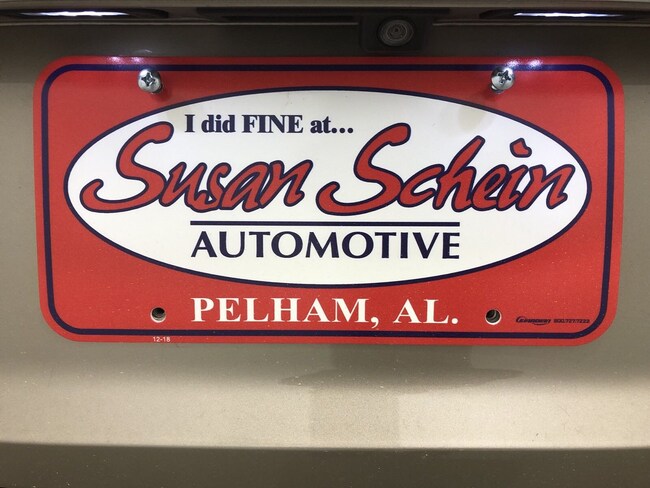 I did FINE at...
Susan Schein
AUTOMOTIVE
PELHAM, AL.
12-18